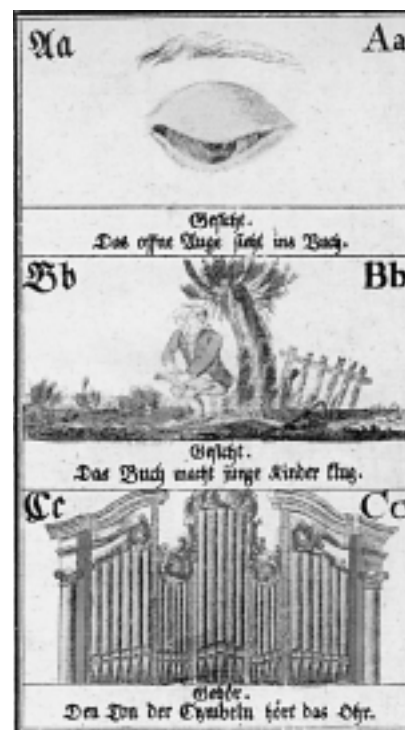 Aa Aa
Gesicht.
Das offne Auge sieht ins Buch.
Bb Bb
Gesicht.
Das Buch macht junge Kinder klug.
Cc Cc
Gehör.
Den Ton der Cymbeln hört das Ohr.